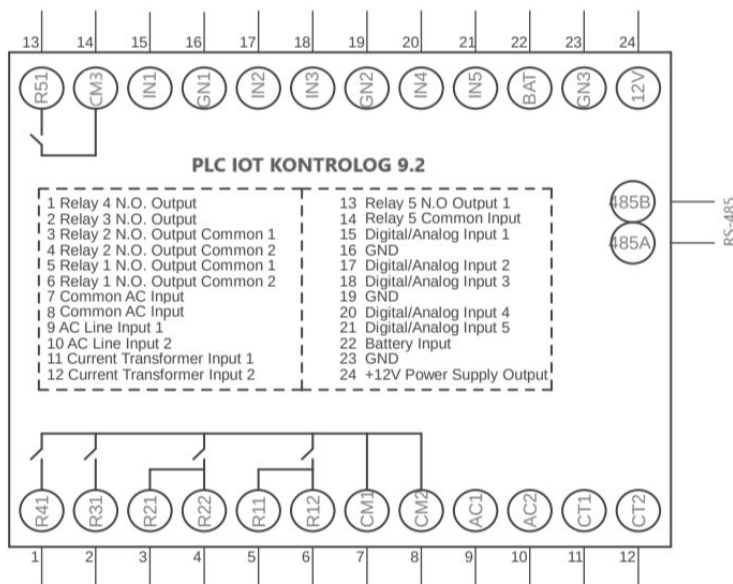 13 14 15 16 17 18 19 20 21 22 23 24
R51 CM3 IN1 GN1 IN2 IN3 GN2 IN4 IN5 BAT GN3 12V
PLC IOT KONTROLOG 9.2
1 Relay 4 N.O. Output
2 Relay 3 N.O. Output
3 Relay 2 N.O. Output Common 1
4 Relay 2 N.O. Output Common 2
5 Relay 1 N.O. Output Common 1
6 Relay 1 N.O. Output Common 2
7 Common AC Input
8 Common AC Input
9 AC Line Input 1
10 AC Line Input 2
11 Current Transformer Input 1
12 Current Transformer Input 2
13 Relay 5 N.O Output 1
14 Relay 5 Common Input
15 Digital/Analog Input 1
16 GND
17 Digital/Analog Input 2
18 Digital/Analog Input 3
19 GND
20 Digital/Analog Input 4
21 Digital/Analog Input 5
22 Battery Input
23 GND
24 +12V Power Supply Output
485B
485A
RS-485
R41 R31 R21 R22 R11 R12 CM1 CM2 AC1 AC2 CT1 CT2
1 2 3 4 5 6 7 8 9 10 11 12